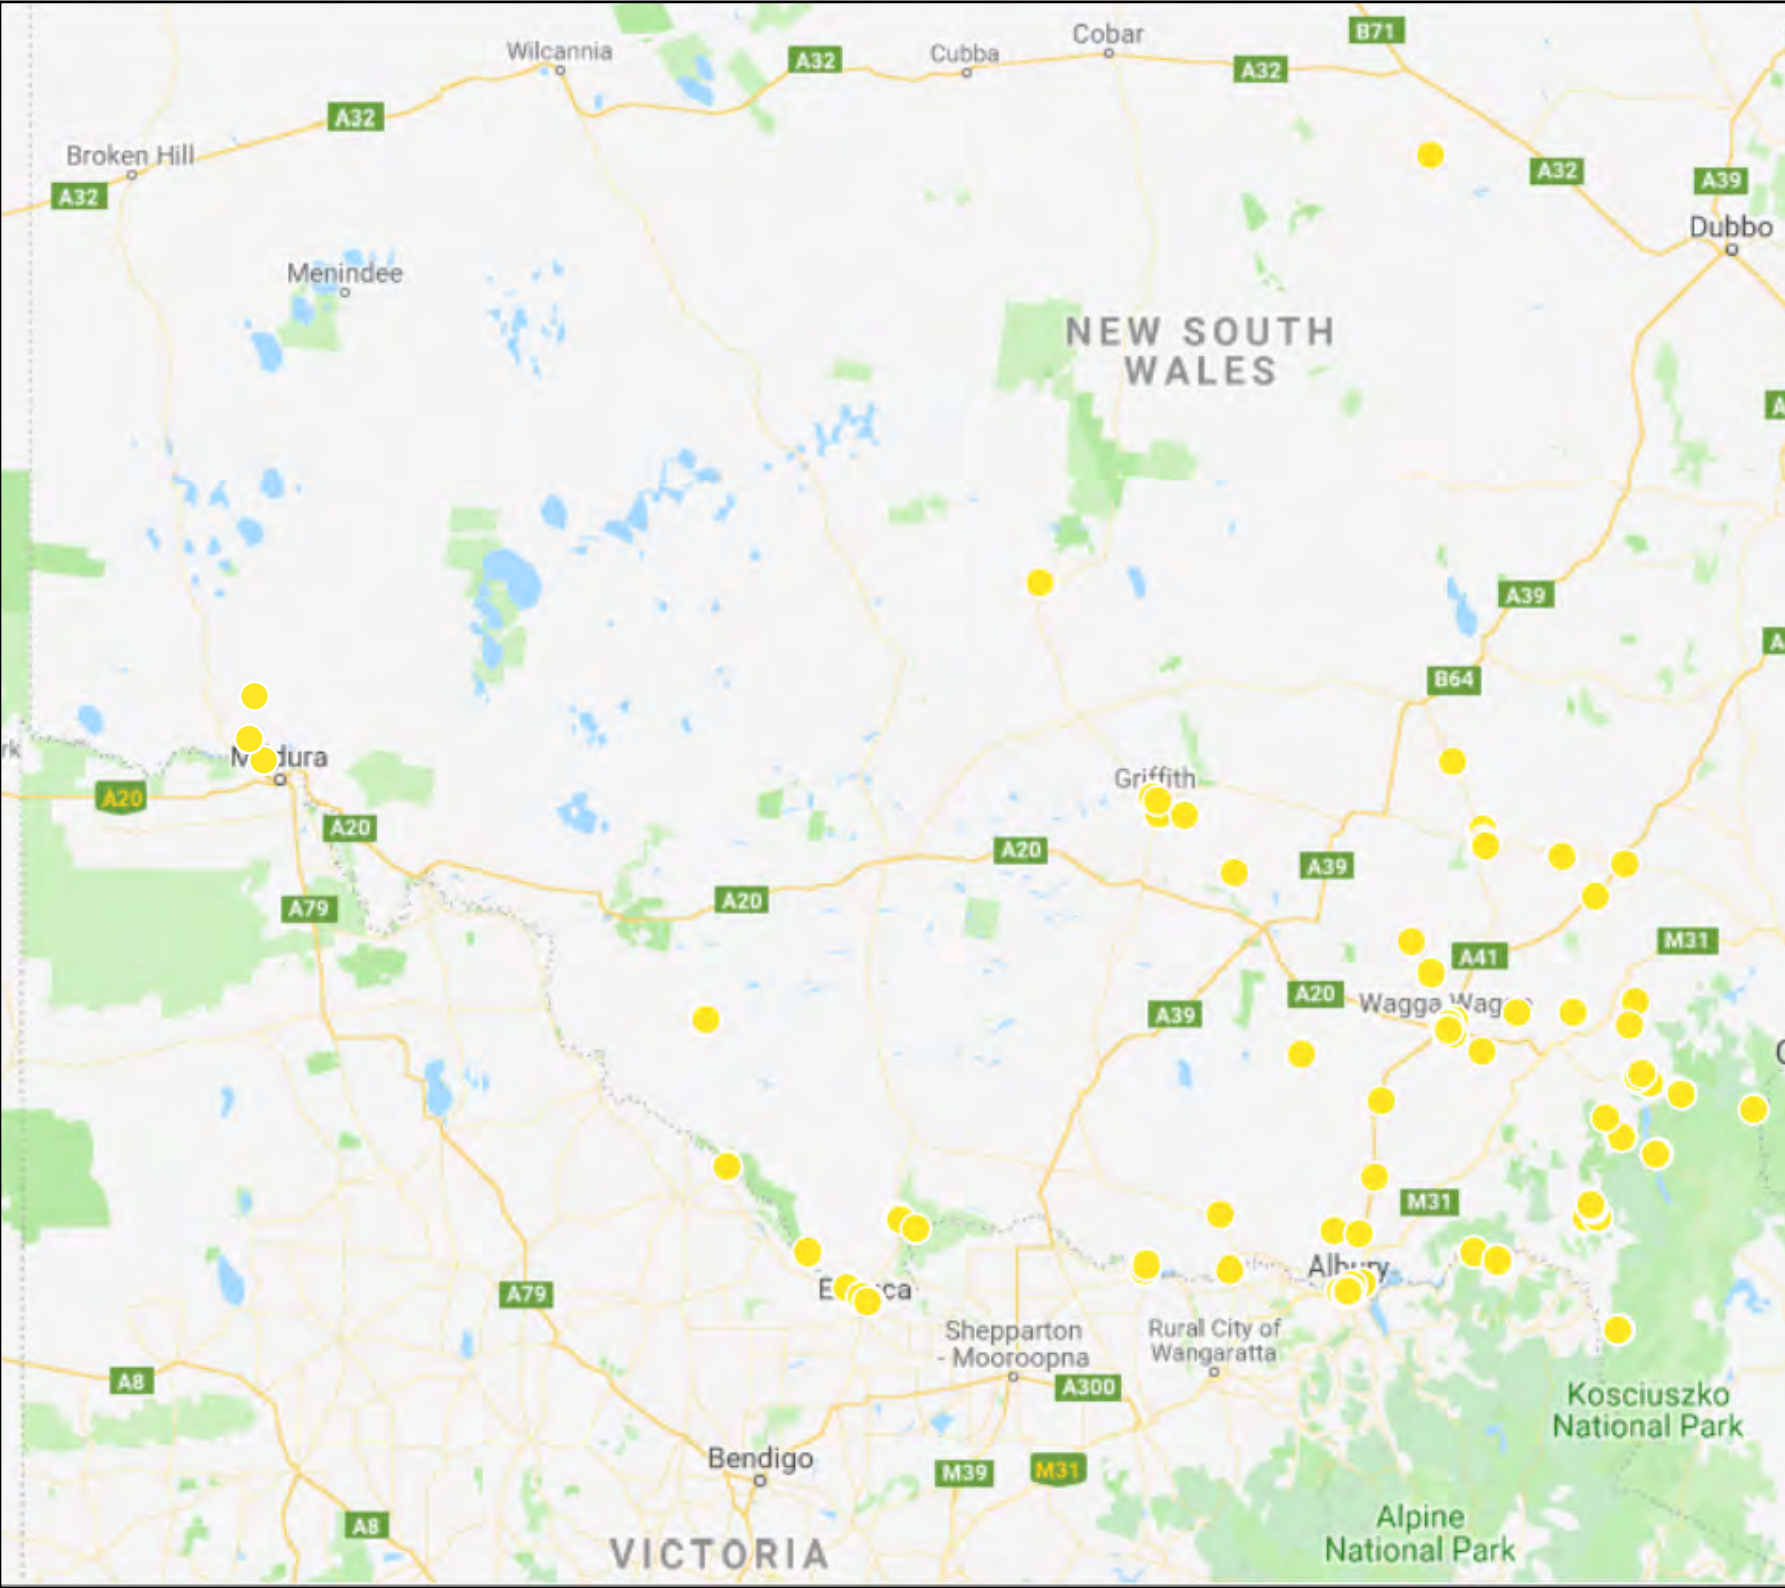 B71
Cobar
Wilcannia
Cubba
A32
A32
A32
Broken Hill
A32
A32
A39
Dubbo
Menindee
NEW SOUTH
WALES
A39
B64
Griffith
A20
A20
A20
A39
A20
A79
M31
A41
A20
Wagga
A39
M31
A79
Shepparton
- Mooroopna
Rural City of
Wangaratta
A8
A300
Kosciuszko
National Park
Bendigo
M39
M31
A8
Alpine
National Park
VICTORIA